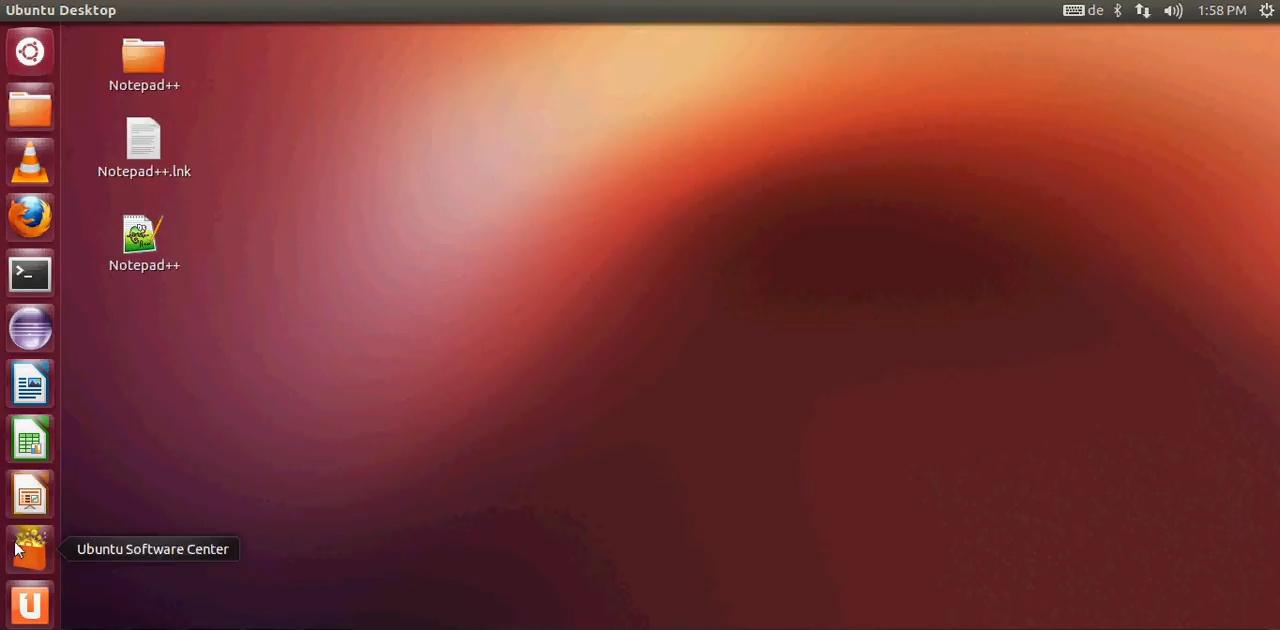 Ubuntu Desktop
de
1:58 PM
Notepad++
Notepad++.lnk
Notepad++
Ubuntu Software Center